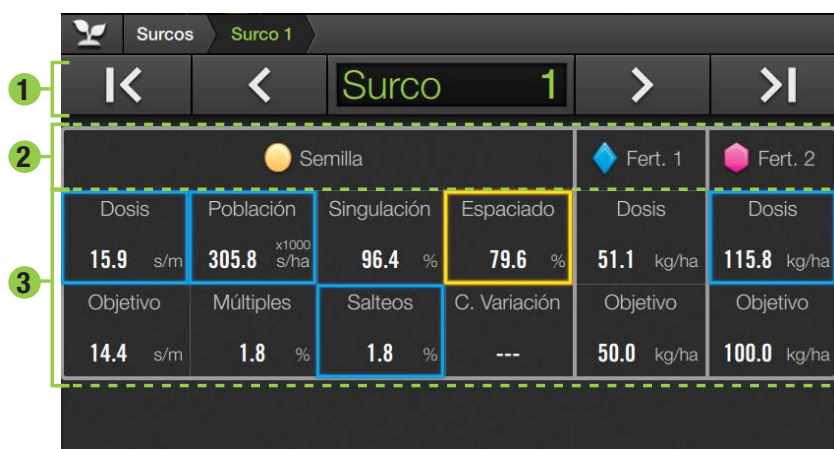 Surcos Surco 1
1 Surco 1
2 Semilla Fert. 1 Fert. 2
3
Dosis Población Singulación Espaciado Dosis Dosis
15.9 s/m 305.8 x1000 s/ha 96.4 % 79.6 % 51.1 kg/ha 115.8 kg/ha
Objetivo Múltiples Salteos C. Variación Objetivo Objetivo
14.4 s/m 1.8 % 1.8 % --- 50.0 kg/ha 100.0 kg/ha